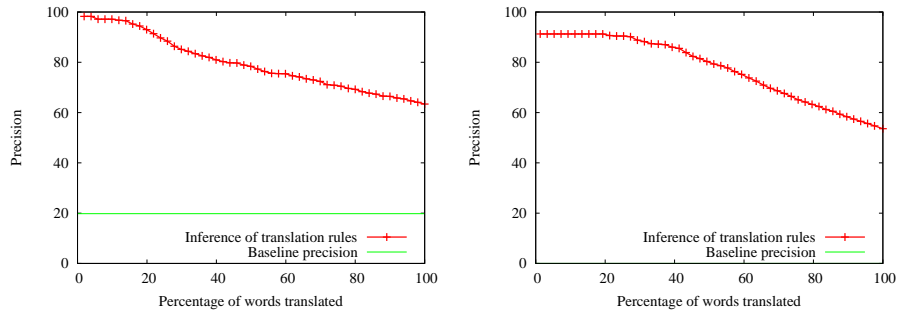 100
80
60
40
20
0
Precision
0 20 40 60 80 100
Percentage of words translated
Inference of translation rules
Baseline precision
100
80
60
40
20
0
Precision
0 20 40 60 80 100
Percentage of words translated
Inference of translation rules
Baseline precision